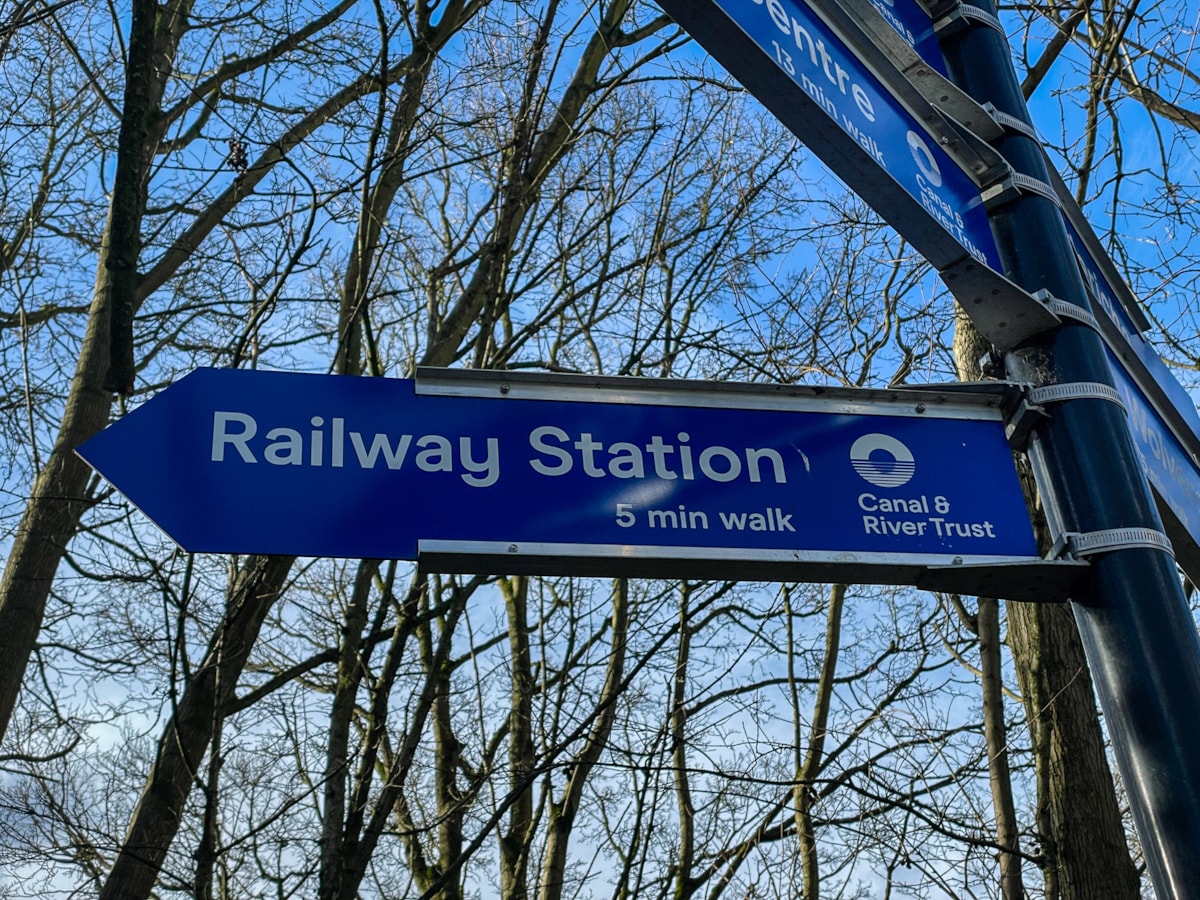 entre
13 min walk
Canal &
River Trust
Railway Station
5 min walk
Canal &
River Trust